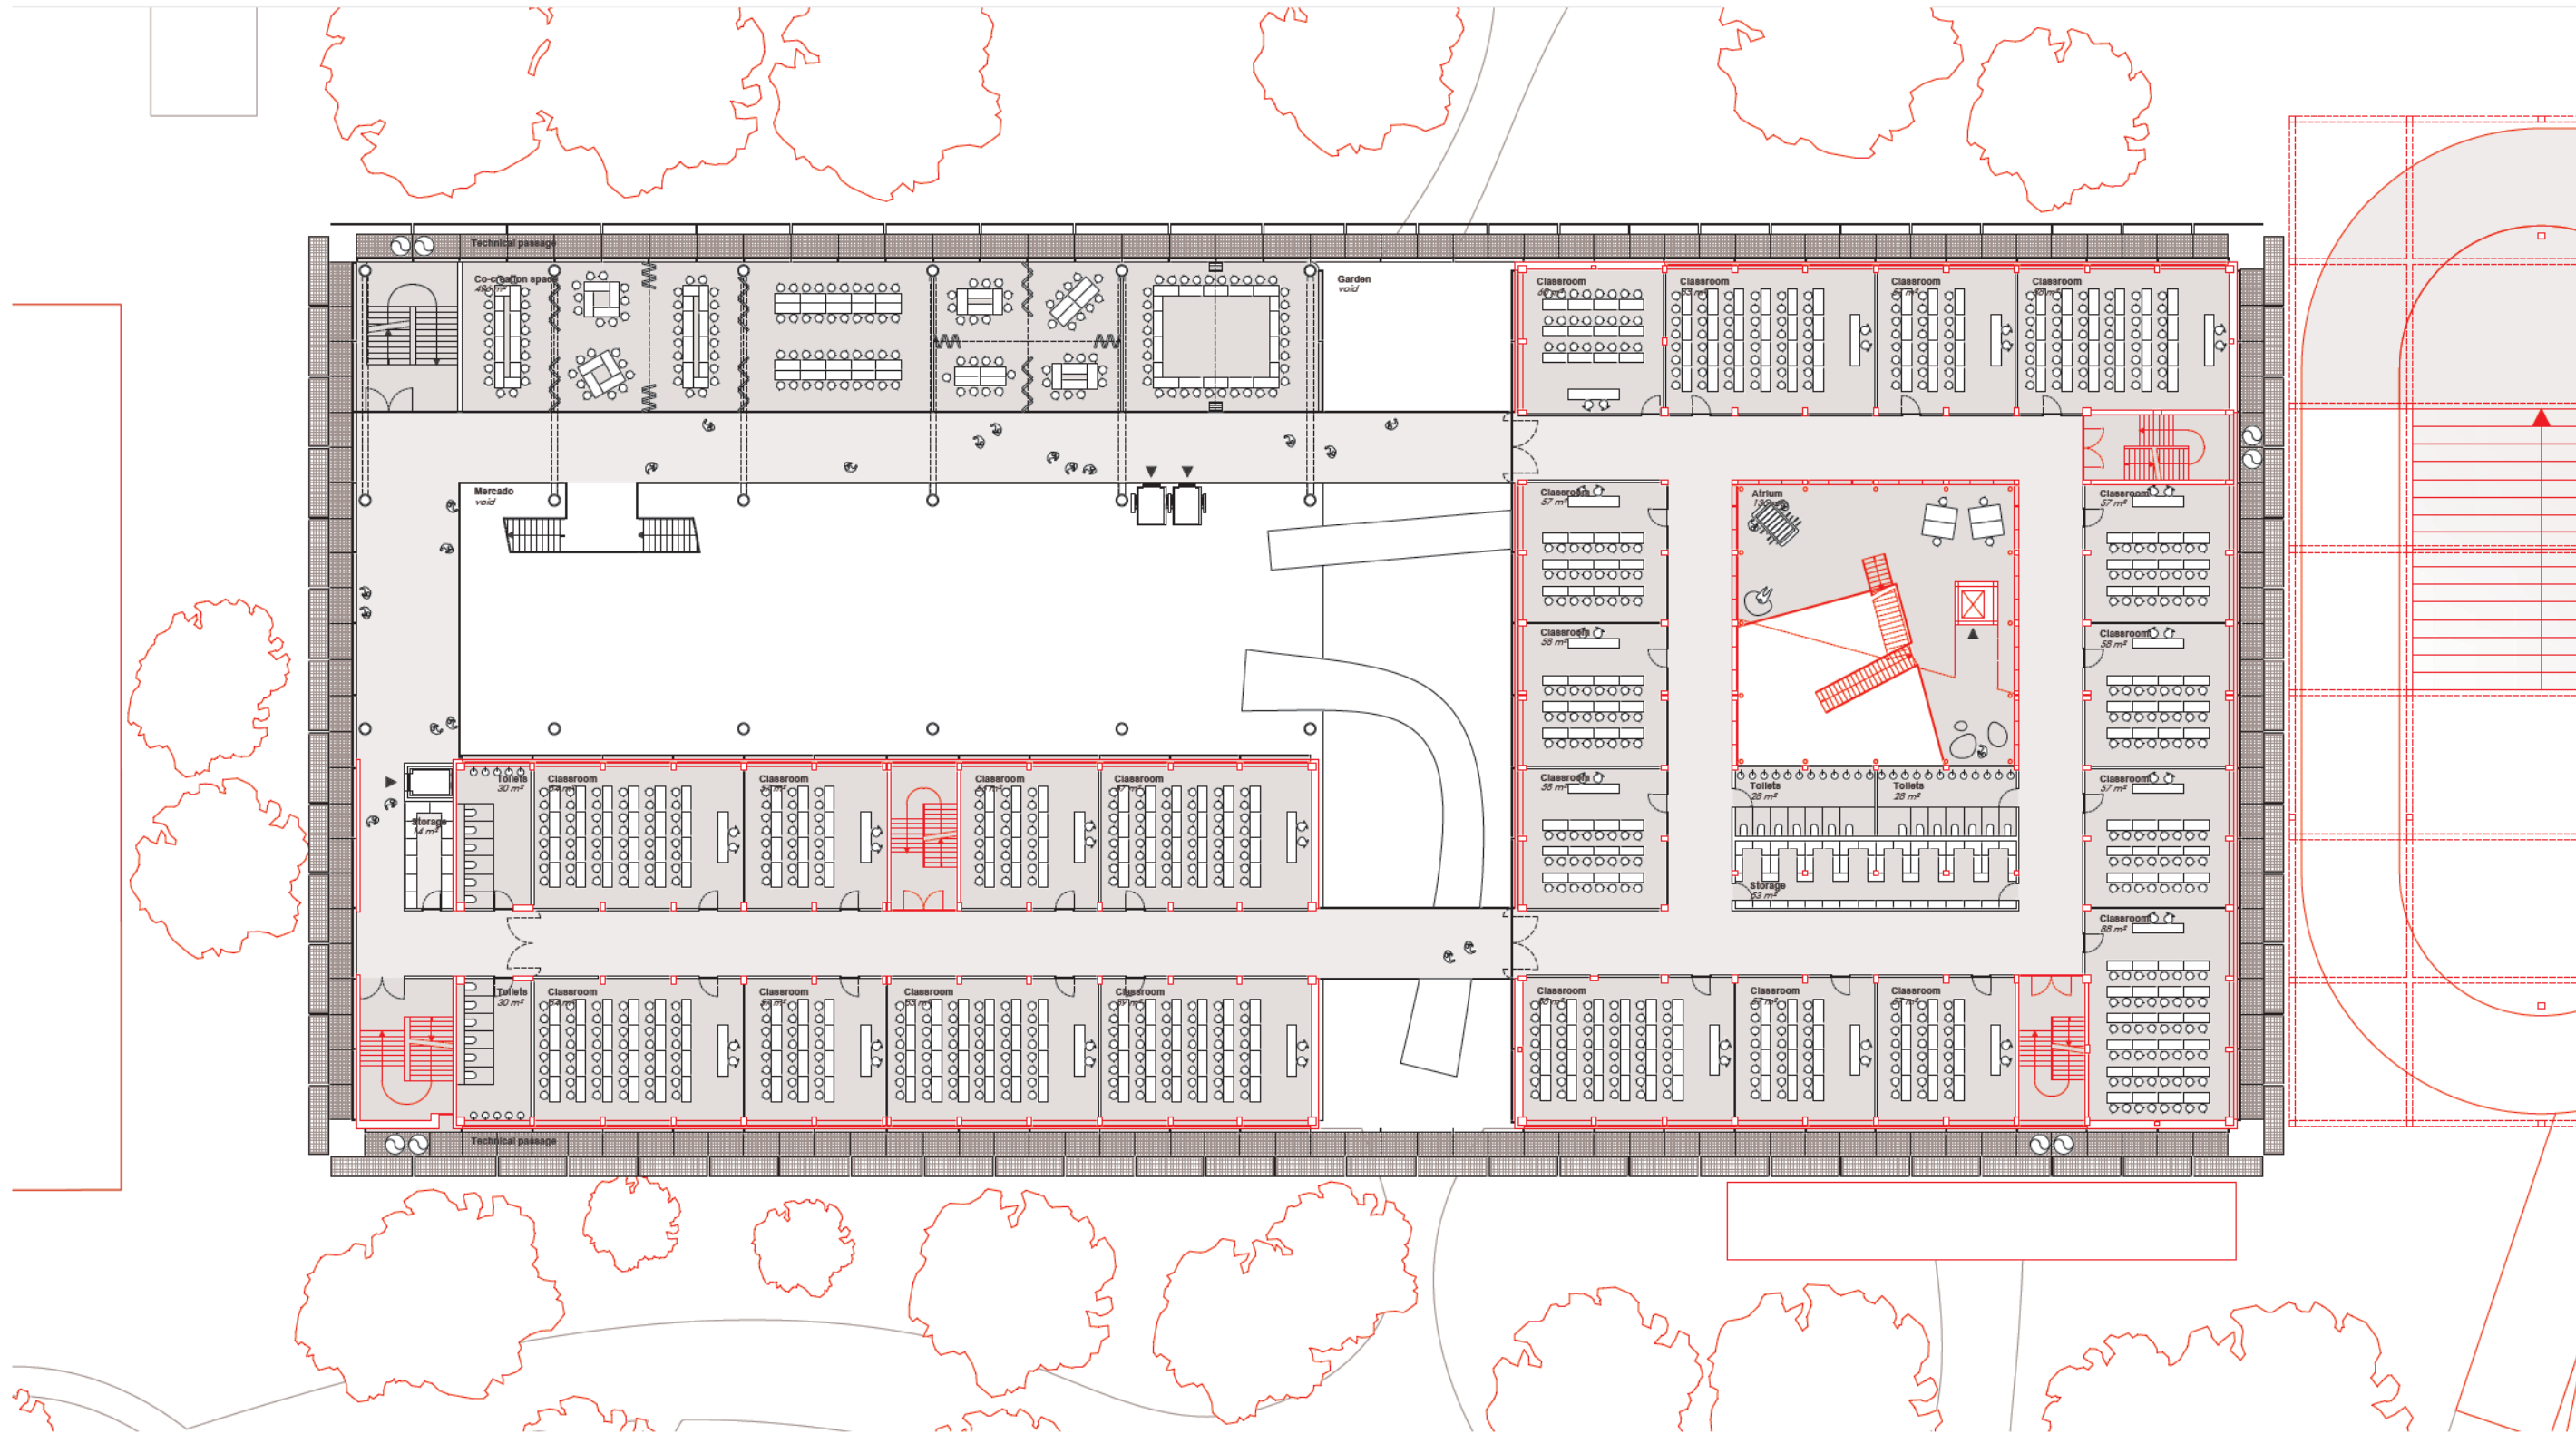 Technical passage
Co-creation space
Garden
void
Classroom
Classroom
Classroom
Classroom
Mercado
void
Classroom
57 m²
Atrium
Classroom
57 m²
Classroom
58 m²
Classroom
58 m²
Toilets
30 m²
Classroom
Classroom
Classroom
Classroom
Classroom
58 m²
Toilets
28 m²
Toilets
28 m²
Classroom
57 m²
Storage
14 m²
Storage
53 m²
Classroom
88 m²
Toilets
30 m²
Classroom
Classroom
Classroom
Classroom
Classroom
Classroom
Classroom
Technical passage